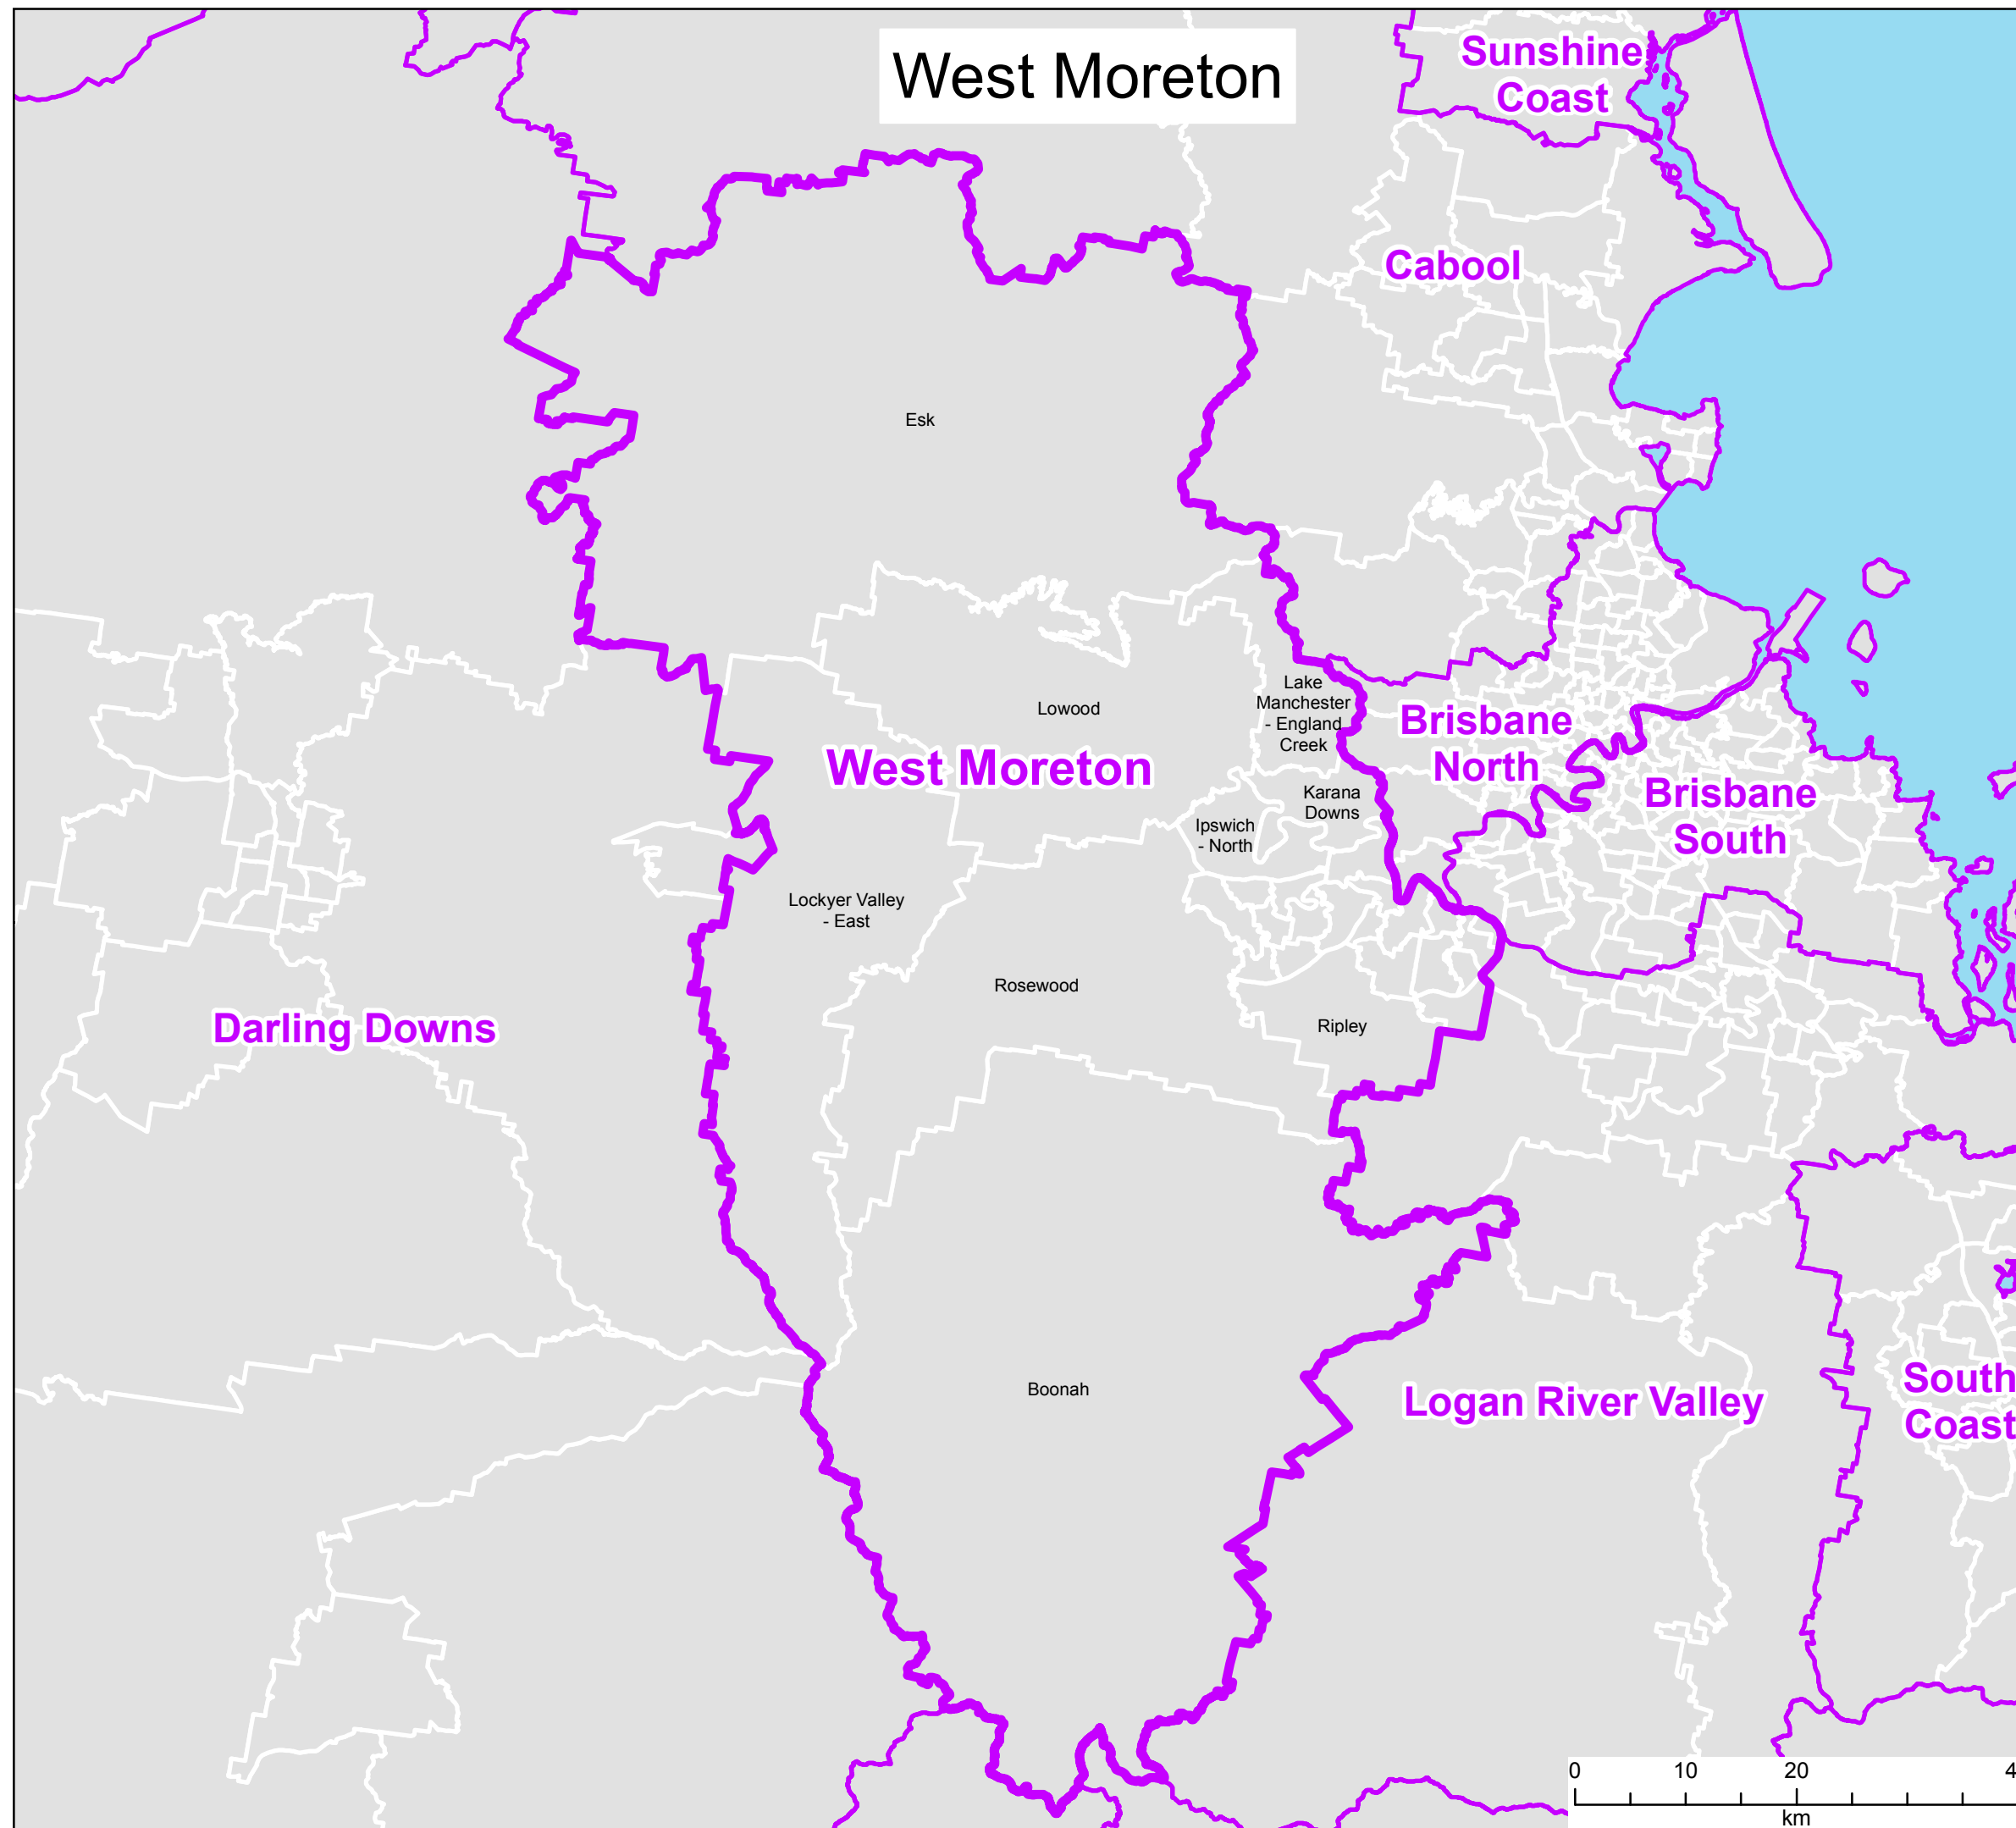 West Moreton
Sunshine
Coast
Cabool
Esk
Lake
Manchester
- England
Creek
Lowood
Brisbane
North
West Moreton
Karana
Downs
Brisbane
South
Ipswich
- North
Lockyer Valley
- East
Rosewood
Darling Downs
Ripley
Boonah
Logan River Valley
South
Coast
0 10 20 4
km